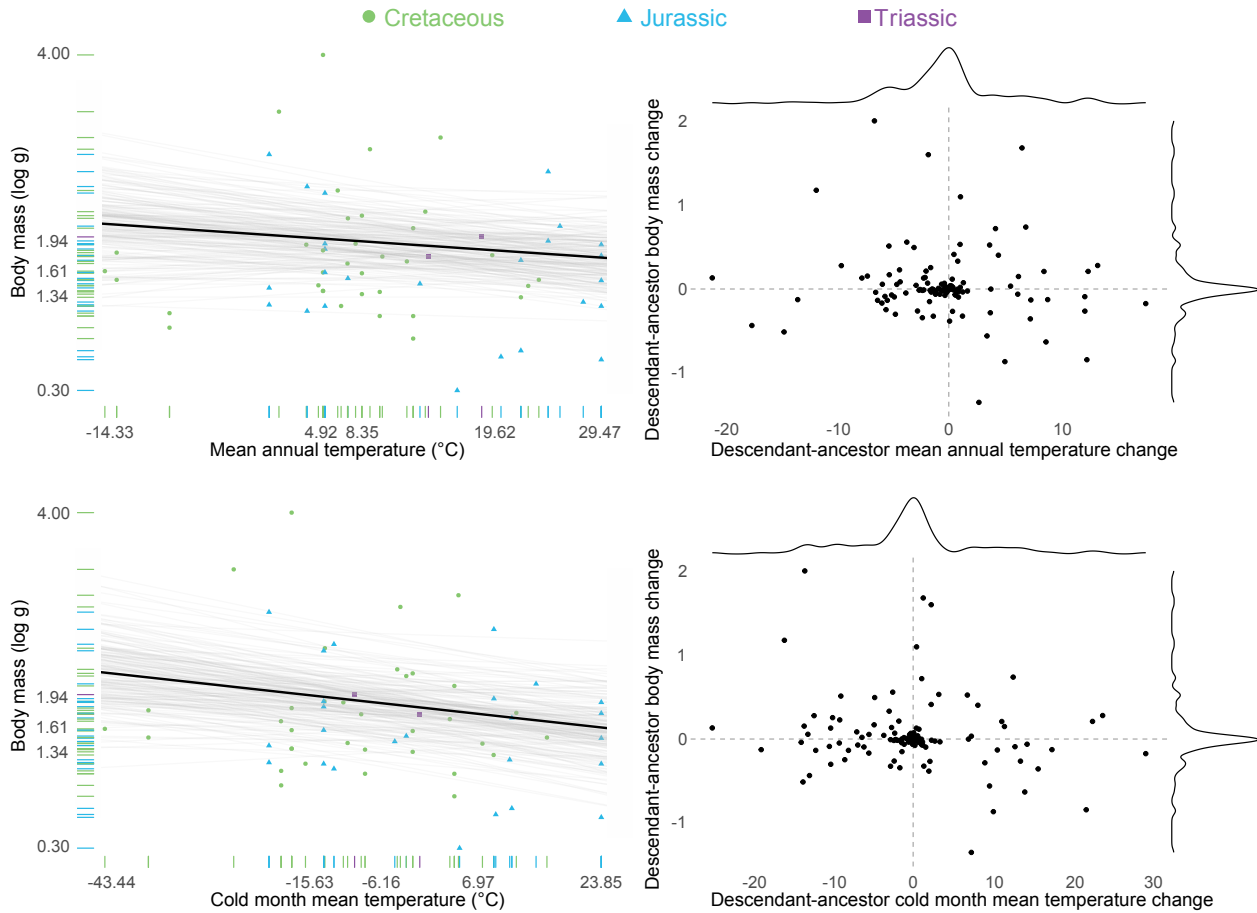 Cretaceous Jurassic Triassic
4.00
1.94
1.61
1.34
0.30
Body mass (log g)
-14.33 4.92 8.35 19.62 29.47
Mean annual temperature (°C)
2
1
0
-1
Descendant-ancestor body mass change
-20 -10 0 10
Descendant-ancestor mean annual temperature change
4.00
1.94
1.61
1.34
0.30
Body mass (log g)
-43.44 -15.63 -6.16 6.97 23.85
Cold month mean temperature (°C)
2
1
0
-1
Descendant-ancestor body mass change
-20 -10 0 10 20 30
Descendant-ancestor cold month mean temperature change